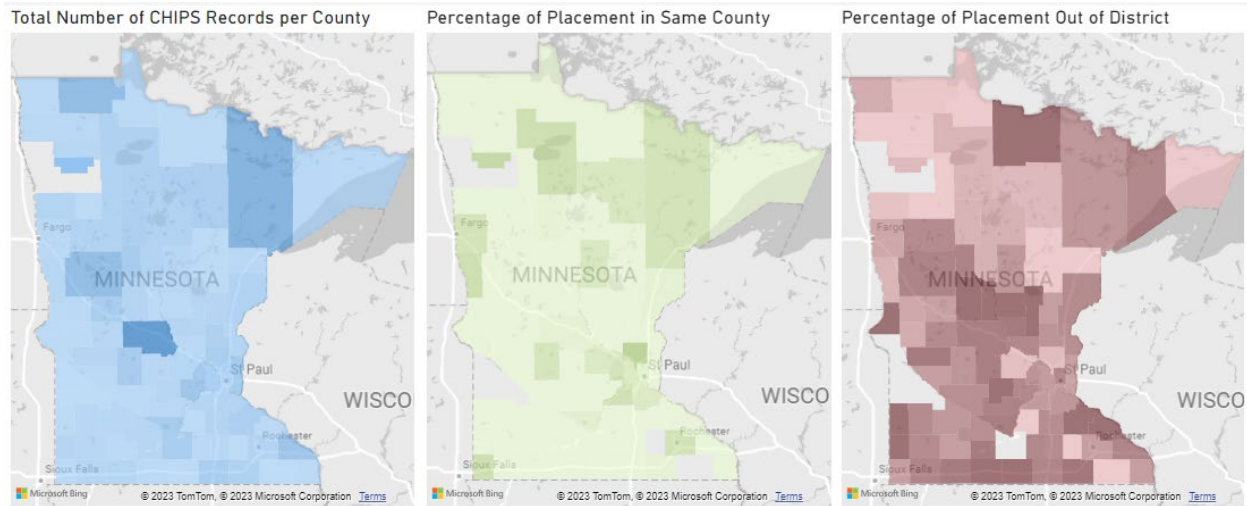 Total Number of CHIPS Records per County
Percentage of Placement in Same County
Percentage of Placement Out of District
Fargo
MINNESOTA
St Paul
WISCO
Rochester
Sioux Falls
Microsoft Bing
© 2023 TomTom, © 2023 Microsoft Corporation Terms
Fargo
MINNESOTA
St Paul
WISCO
Rochester
Sioux Falls
Microsoft Bing
© 2023 TomTom, © 2023 Microsoft Corporation Terms
Fargo
MINNESOTA
St Paul
WISCO
Rochester
Sioux Falls
Microsoft Bing
© 2023 TomTom, © 2023 Microsoft Corporation Terms